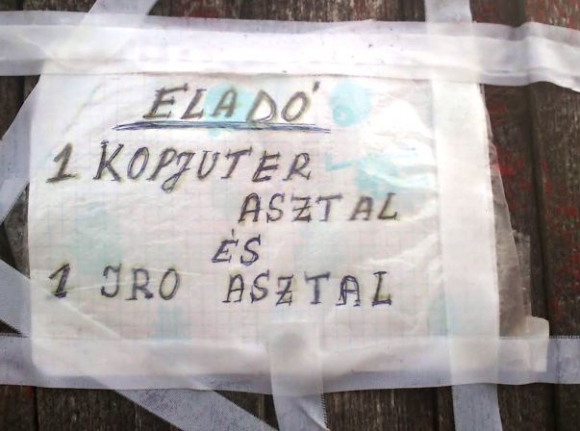 ELADÓ
1 KOPJUTER
ASZTAL
ÉS
1 JRO ASZTAL